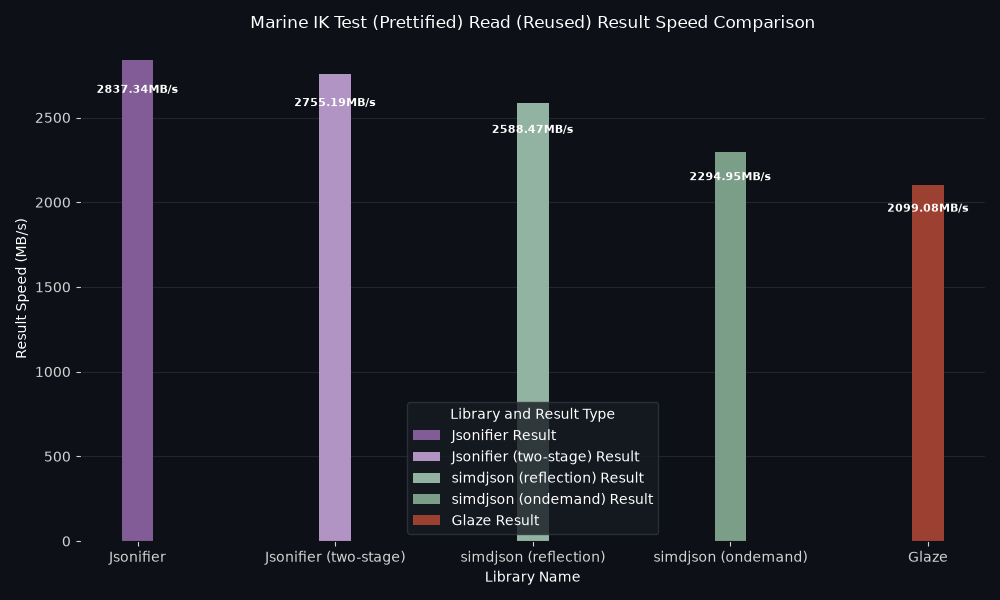 Marine IK Test (Prettified) Read (Reused) Result Speed Comparison
2837.34MB/s
2755.19MB/s
2588.47MB/s
2294.95MB/s
2099.08MB/s
Result Speed (MB/s)
2500
2000
1500
1000
500
0
Library and Result Type
Jsonifier Result
Jsonifier (two-stage) Result
simdjson (reflection) Result
simdjson (ondemand) Result
Glaze Result
Jsonifier
Jsonifier (two-stage)
simdjson (reflection)
simdjson (ondemand)
Glaze
Library Name